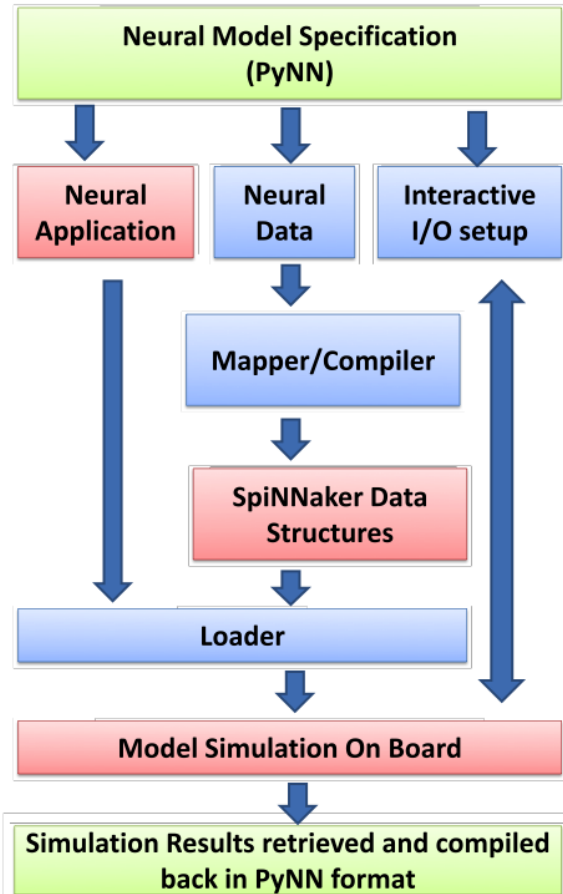 Neural Model Specification
(PyNN)
Neural
Application
Neural
Data
Interactive
I/O setup
Mapper/Compiler
SpiNNaker Data
Structures
Loader
Model Simulation On Board
Simulation Results retrieved and compiled
back in PyNN format